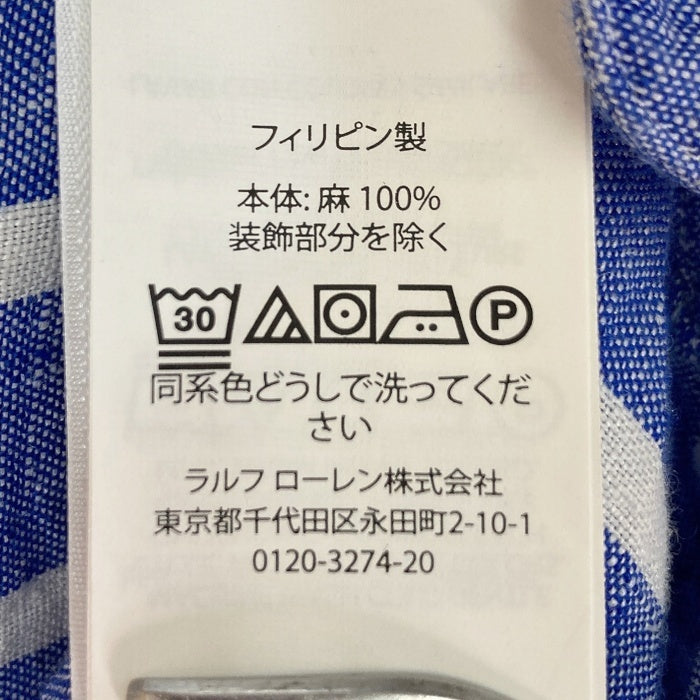 フィリピン製
本体: 麻 100%
装飾部分を除く
30 P
同系色どうしで洗ってくだ
さい
ラルフ ローレン株式会社
東京都千代田区永田町2-10-1
0120-3274-20